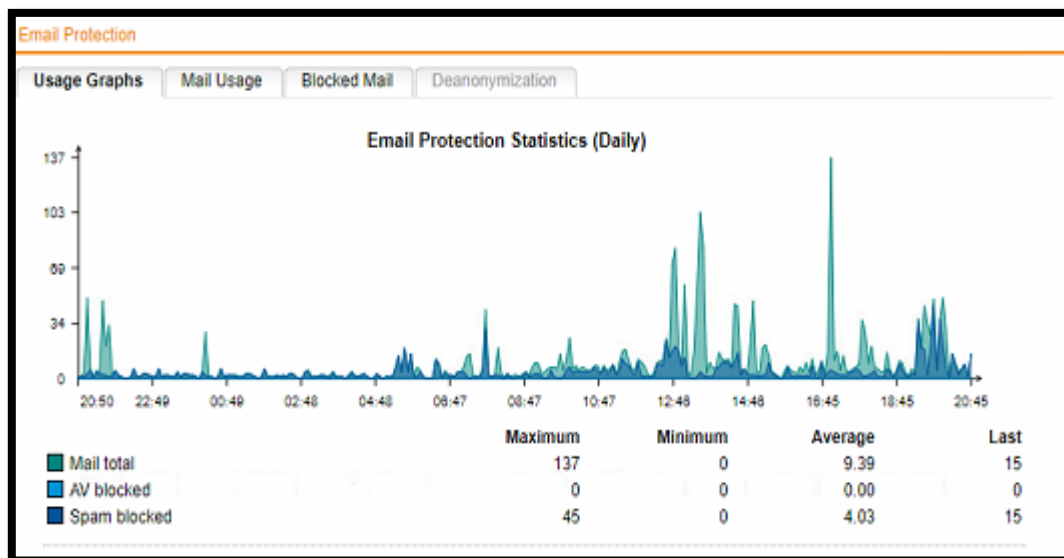 Email Protection
Usage Graphs Mail Usage Blocked Mail Deanonymization
Email Protection Statistics (Daily)
137
103
69
34
0
20:50 22:49 00:49 02:48 04:48 06:47 08:47 10:47 12:46 14:46 16:45 18:45 20:45
Maximum Minimum Average Last
Mail total 137 0 9.39 15
AV blocked 0 0 0.00 0
Spam blocked 45 0 4.03 15